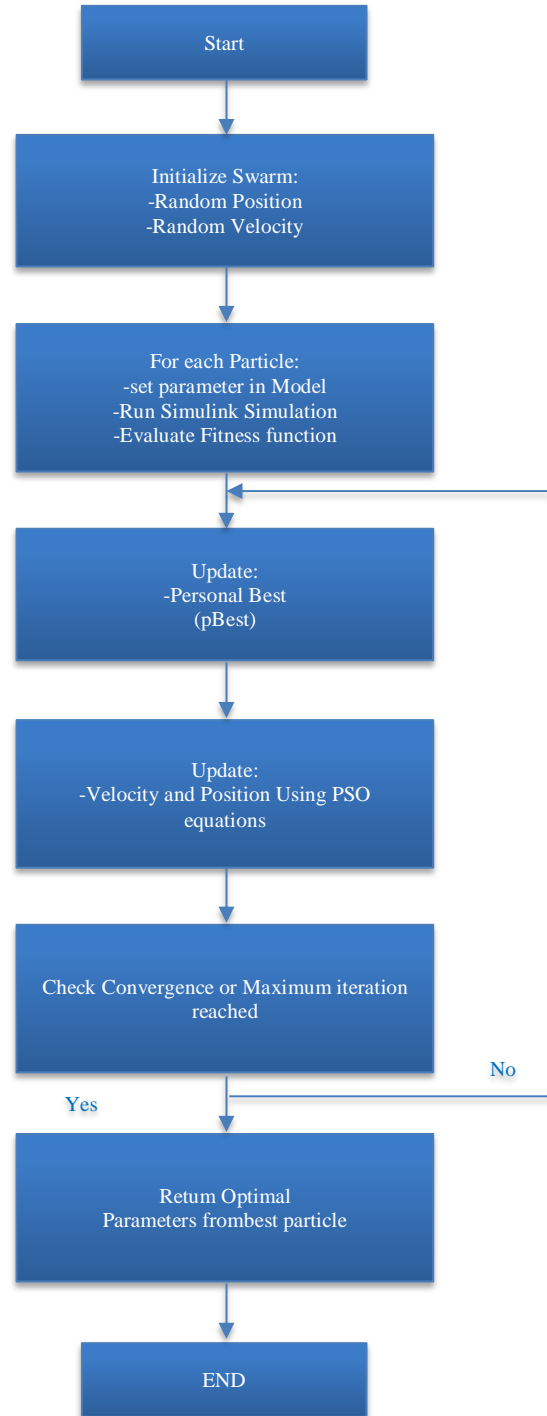 Start
Initialize Swarm:
-Random Position
-Random Velocity
For each Particle:
-set parameter in Model
-Run Simulink Simulation
-Evaluate Fitness function
Update:
-Personal Best
(pBest)
Update:
-Velocity and Position Using PSO
equations
Check Convergence or Maximum iteration
reached
No
Yes
Return Optimal
Parameters frombest particle
END